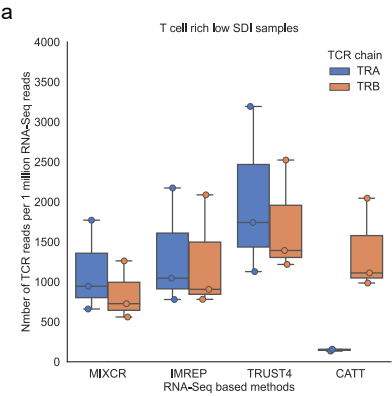 a
T cell rich low SDI samples
TCR chain
TRA
TRB
Nmber of TCR reads per 1 million RNA-Seq reads
4000
3500
3000
2500
2000
1500
1000
500
0
MIXCR IMREP TRUST4 CATT
RNA-Seq based methods